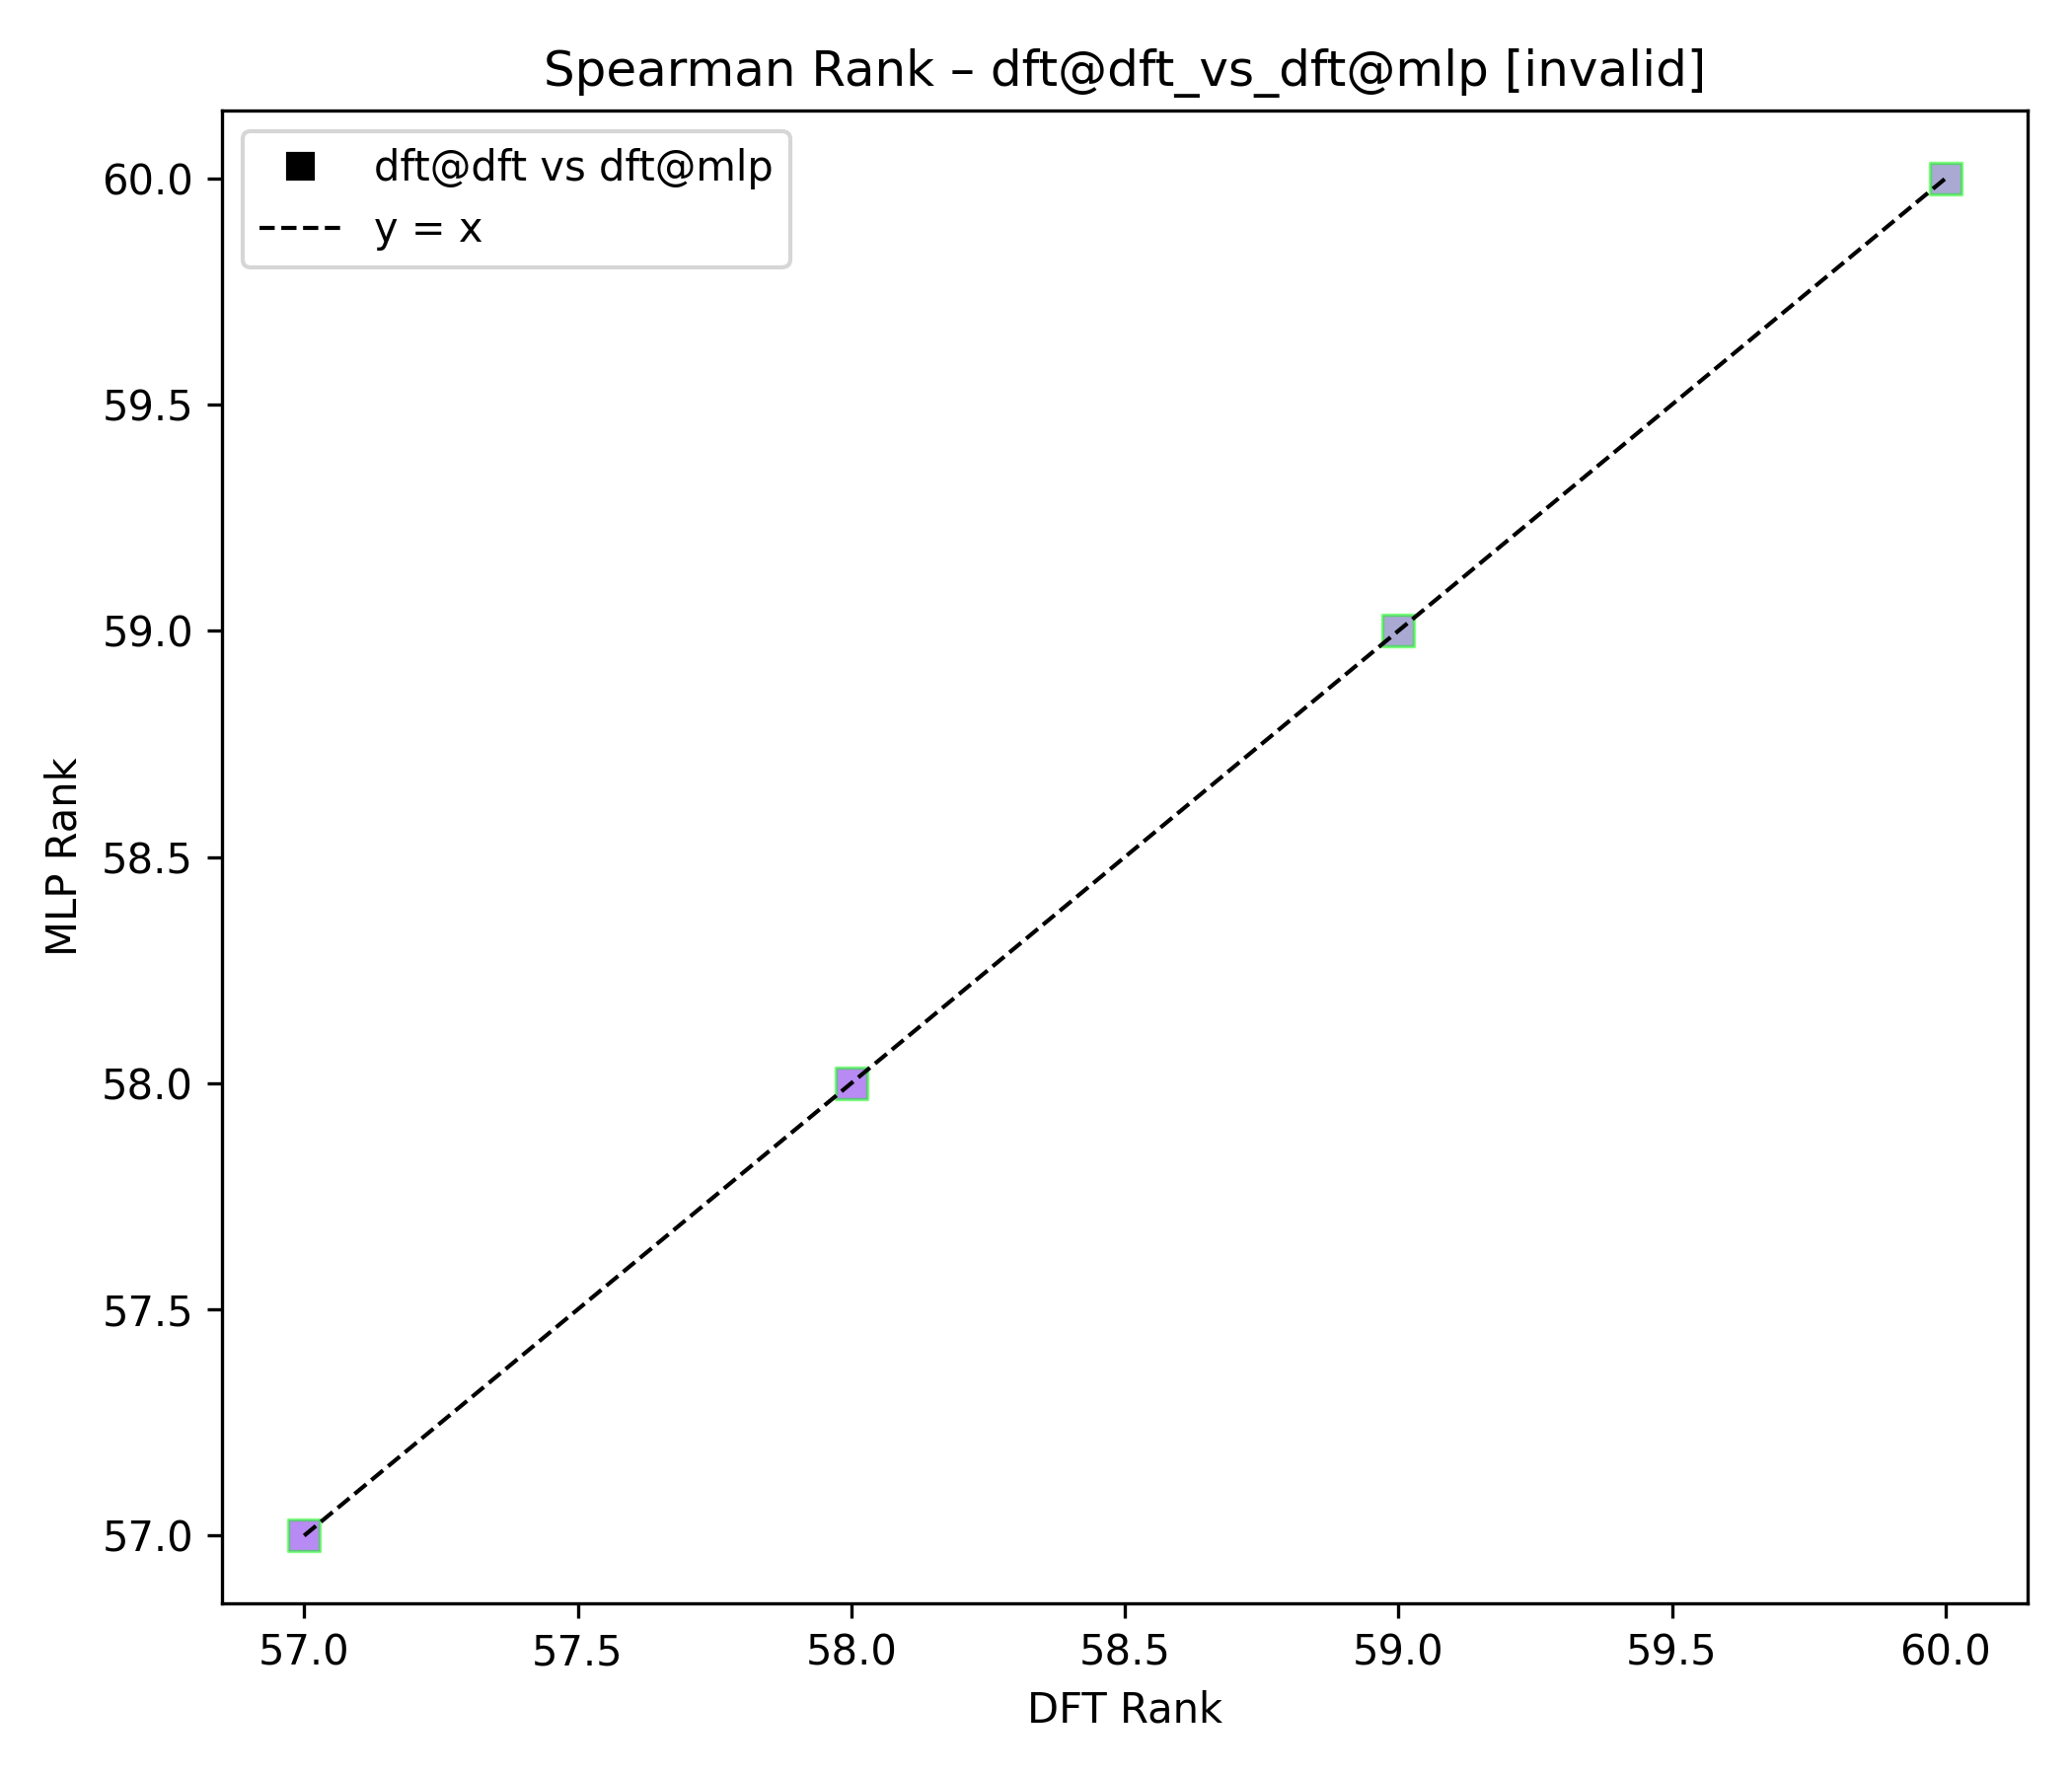 Spearman Rank – dft@dft_vs_dft@mlp [invalid]
dft@dft vs dft@mlp
y = x
60.0
59.5
59.0
58.5
58.0
57.5
57.0
MLP Rank
57.0 57.5 58.0 58.5 59.0 59.5 60.0
DFT Rank